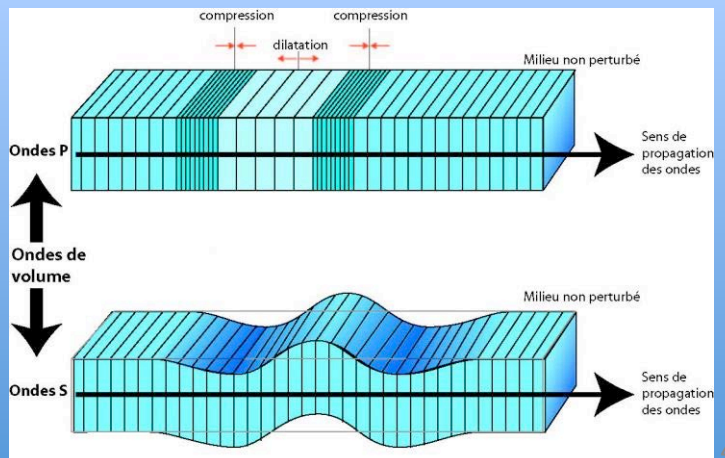 compression
compression
dilatation
Milieu non perturbé
Ondes P
Sens de
propagation
des ondes
Ondes de
volume
Milieu non perturbé
Ondes S
Sens de
propagation
des ondes